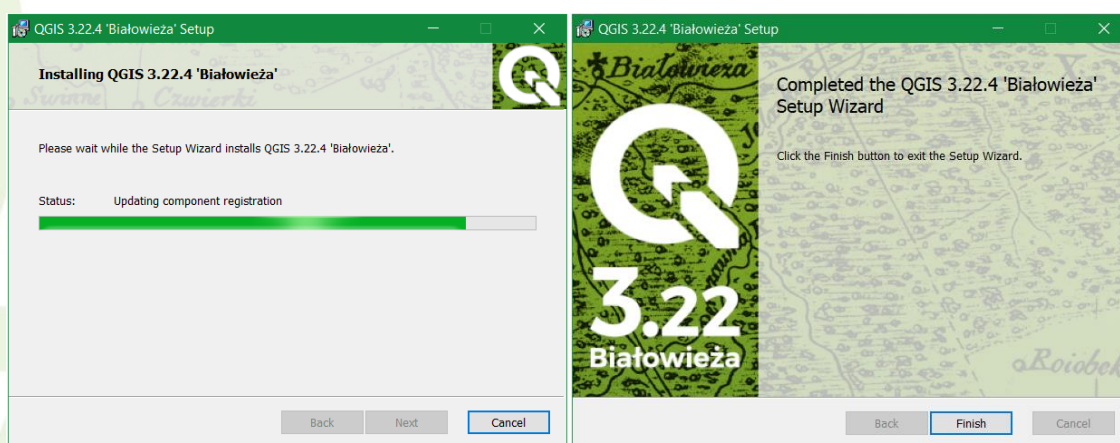 QGIS 3.22.4 'Białowieża' Setup
Installing QGIS 3.22.4 'Białowieża'
Swinne Czwierki
Please wait while the Setup Wizard installs QGIS 3.22.4 'Białowieża'.
Status: Updating component registration
Back Next Cancel
QGIS 3.22.4 'Białowieża' Setup
Białowieza
Completed the QGIS 3.22.4 'Białowieża'
Setup Wizard
Click the Finish button to exit the Setup Wizard.
3.22
Białowieża
Back Finish Cancel